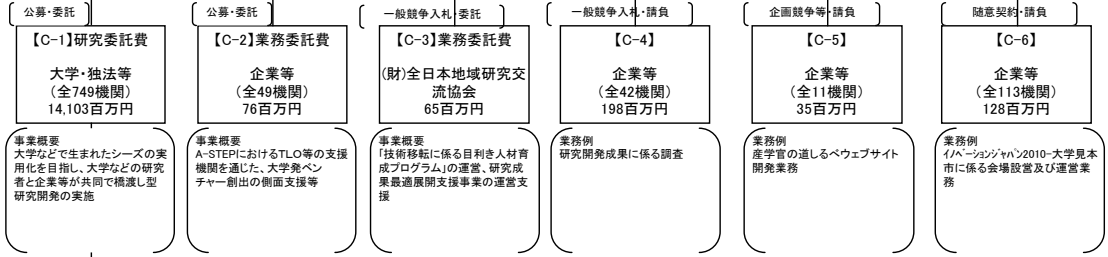 公募・委託
【C-1】研究委託費
大学・独法等
(全749機関)
14,103百万円
事業概要
大学などで生まれたシーズの実
用化を目指し、大学などの研究
者と企業等が共同で橋渡し型
研究開発の実施
公募・委託
【C-2】業務委託費
企業等
(全49機関)
76百万円
事業概要
A-STEPにおけるTLO等の支援
機関を通じた、大学発ベン
チャー創出の側面支援等
一般競争入札・委託
【C-3】業務委託費
(財)全日本地域研究交
流協会
65百万円
事業概要
「技術移転に係る目利き人材育
成プログラム」の運営、研究成
果最適展開支援事業の運営支
援
一般競争入札・請負
【C-4】
企業等
(全42機関)
198百万円
業務例
研究開発成果に係る調査
企画競争等・請負
【C-5】
企業等
(全11機関)
35百万円
業務例
産学官の道しるべウェブサイト
開発業務
随意契約・請負
【C-6】
企業等
(全113機関)
128百万円
業務例
イノベーションジャパン2010-大学見本
市に係る会場設営及び運営業
務